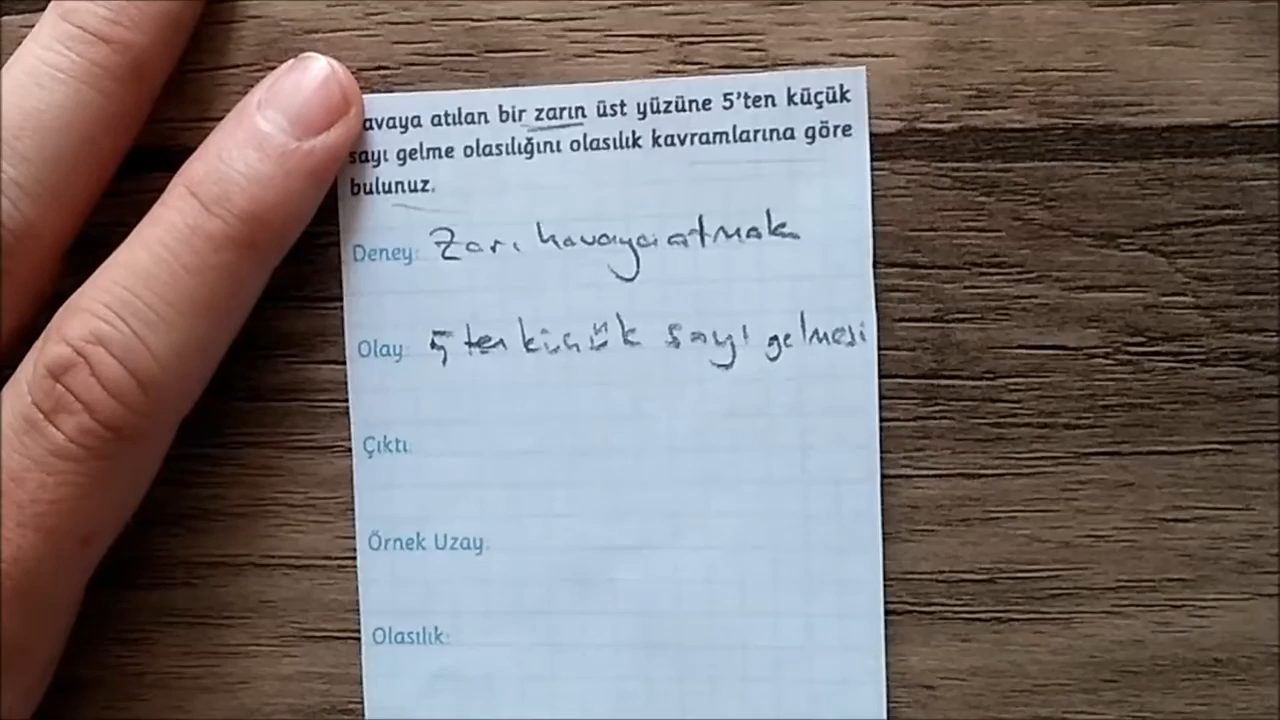 avaya atılan bir zarın üst yüzüne 5'ten küçük
sayı gelme olasılığını olasılık kavramlarına göre
bulunuz.
Deney: Zarı havaya atmak
Olay: 5 ten küçük sayı gelmesi
Çıktı:
Örnek Uzay:
Olasılık: